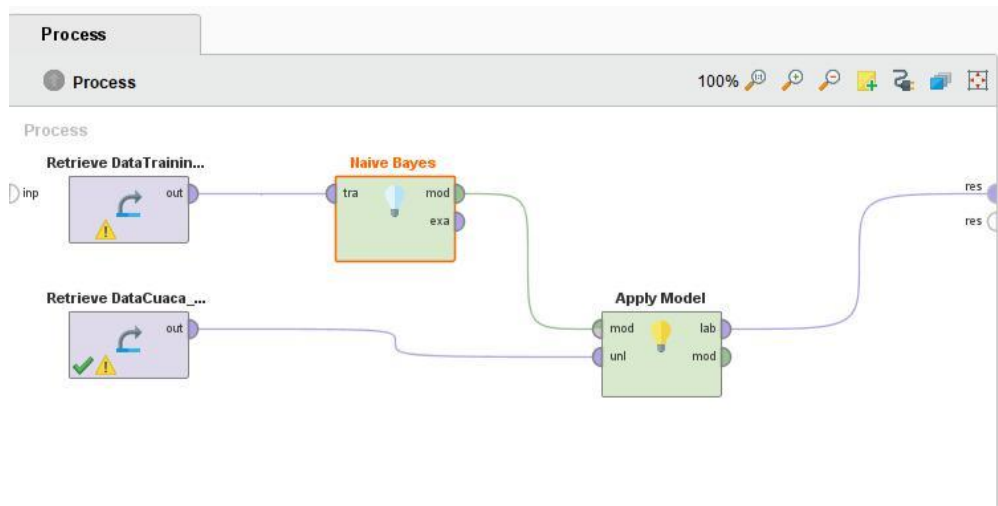 Process
Process
100%
Process
Retrieve DataTrainin...
Naive Bayes
inp
out
tra
mod
exa
res
res
Retrieve DataCuaca_...
Apply Model
out
mod
lab
unl
mod